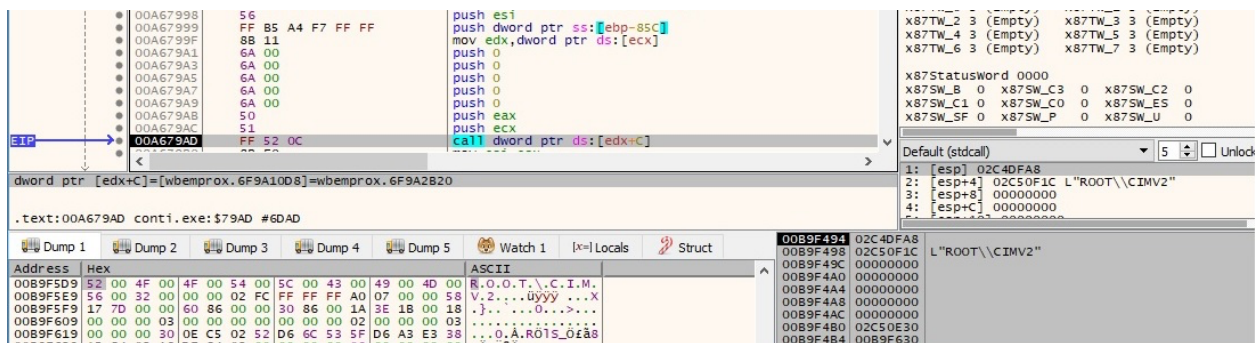 00A67998 56 push esi
00A67999 FF B5 A4 F7 FF FF push dword ptr ss:[ebp-85C]
00A6799F 8B 11 mov edx,dword ptr ds:[ecx]
00A679A1 6A 00 push 0
00A679A3 6A 00 push 0
00A679A5 6A 00 push 0
00A679A7 6A 00 push 0
00A679A9 6A 00 push 0
00A679AB 50 push eax
00A679AC 51 push ecx
EIP 00A679AD FF 52 0C call dword ptr ds:[edx+C]
x87TW_2 3 (Empty) x87TW_3 3 (Empty)
x87TW_4 3 (Empty) x87TW_5 3 (Empty)
x87TW_6 3 (Empty) x87TW_7 3 (Empty)
x87StatusWord 0000
x87SW_B 0 x87SW_C3 0 x87SW_C2 0
x87SW_C1 0 x87SW_C0 0 x87SW_ES 0
x87SW_SF 0 x87SW_P 0 x87SW_U 0
Default (stdcall) 5 Unlock
1: [esp] 02C4DFA8
2: [esp+4] 02C50F1C L"ROOT\\CIMV2"
3: [esp+8] 00000000
4: [esp+C] 00000000
dword ptr [edx+C]=[wbemprox.6F9A10D8]=wbemprox.6F9A2B20
.text:00A679AD conti.exe:$79AD #6DAD
Dump 1 Dump 2 Dump 3 Dump 4 Dump 5 Watch 1 [x=] Locals Struct
Address Hex ASCII
00B9F5D9 52 00 4F 00 4F 00 54 00 5C 00 43 00 49 00 4D 00 R.O.O.T.\.C.I.M.
00B9F5E9 56 00 32 00 00 00 02 FC FF FF FF A0 07 00 00 58 V.2....üÿÿÿ ...X
00B9F5F9 17 7D 00 00 60 86 00 00 30 86 00 1A 3E 1B 00 18 .}..`...0...>...
00B9F609 00 00 00 03 00 00 00 00 00 00 00 02 00 00 00 03 ................
00B9F619 00 00 00 30 0E C5 02 52 D6 6C 53 5F D6 A3 E3 38 ...0.Å.RÖlS_Ö£ã8
00B9F494 02C4DFA8
00B9F498 02C50F1C L"ROOT\\CIMV2"
00B9F49C 00000000
00B9F4A0 00000000
00B9F4A4 00000000
00B9F4A8 00000000
00B9F4AC 00000000
00B9F4B0 02C50E30
00B9F4B4 00B9F630